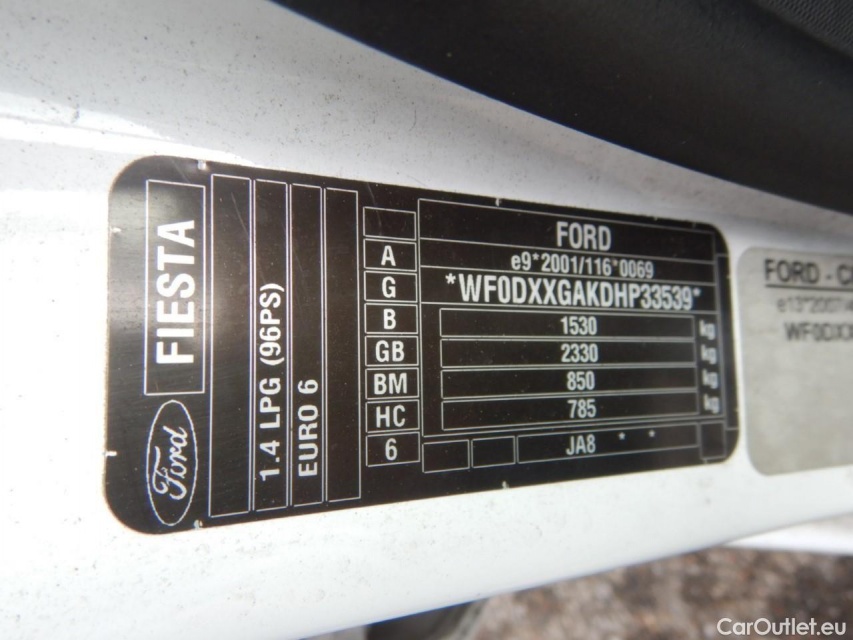 FIESTA
Ford
1.4 LPG (96PS)
EURO 6
A
G
B
GB
BM
HC
6
FORD
e9*2001/116*0069
*WF0DXXGAKDHP33539*
1530 kg
2330 kg
850 kg
785 kg
JA8 * *
FORD - C
WF0DXX
CarOutlet.eu